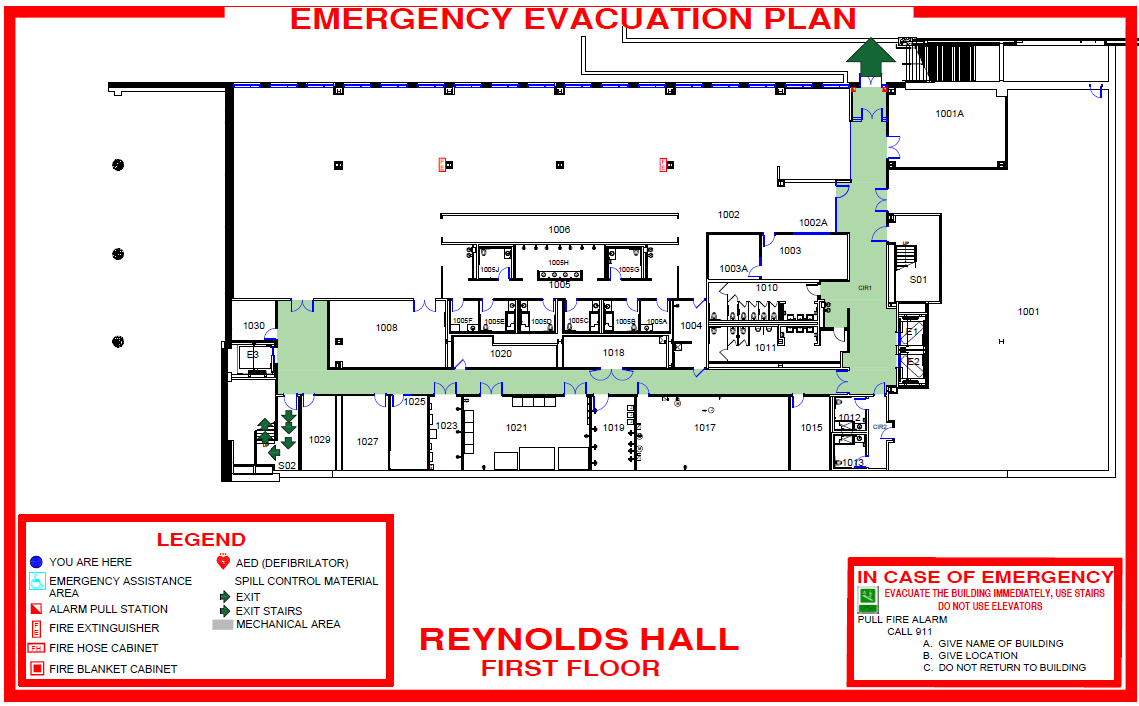 EMERGENCY EVACUATION PLAN
1001A
1002
1002A
1006
1003
1003A
1005J
1005H
1005G
1005
UP
S01
1010
CIR1
1001
1030
1008
1005F
1005E
1005D
1005C
1005B
1005A
1004
1011
E1
E2
E3
1020
1018
1025
1029
1027
1023
1021
1019
1017
1015
1012
CIR2
1013
S02
LEGEND
YOU ARE HERE
EMERGENCY ASSISTANCE
AREA
ALARM PULL STATION
FE
FIRE EXTINGUISHER
FH
FIRE HOSE CABINET
FIRE BLANKET CABINET
AED (DEFIBRILATOR)
SPILL CONTROL MATERIAL
EXIT
EXIT STAIRS
MECHANICAL AREA
REYNOLDS HALL
FIRST FLOOR
IN CASE OF EMERGENCY
EVACUATE THE BUILDING IMMEDIATELY, USE STAIRS
DO NOT USE ELEVATORS
PULL FIRE ALARM
CALL 911
A. GIVE NAME OF BUILDING
B. GIVE LOCATION
C. DO NOT RETURN TO BUILDING